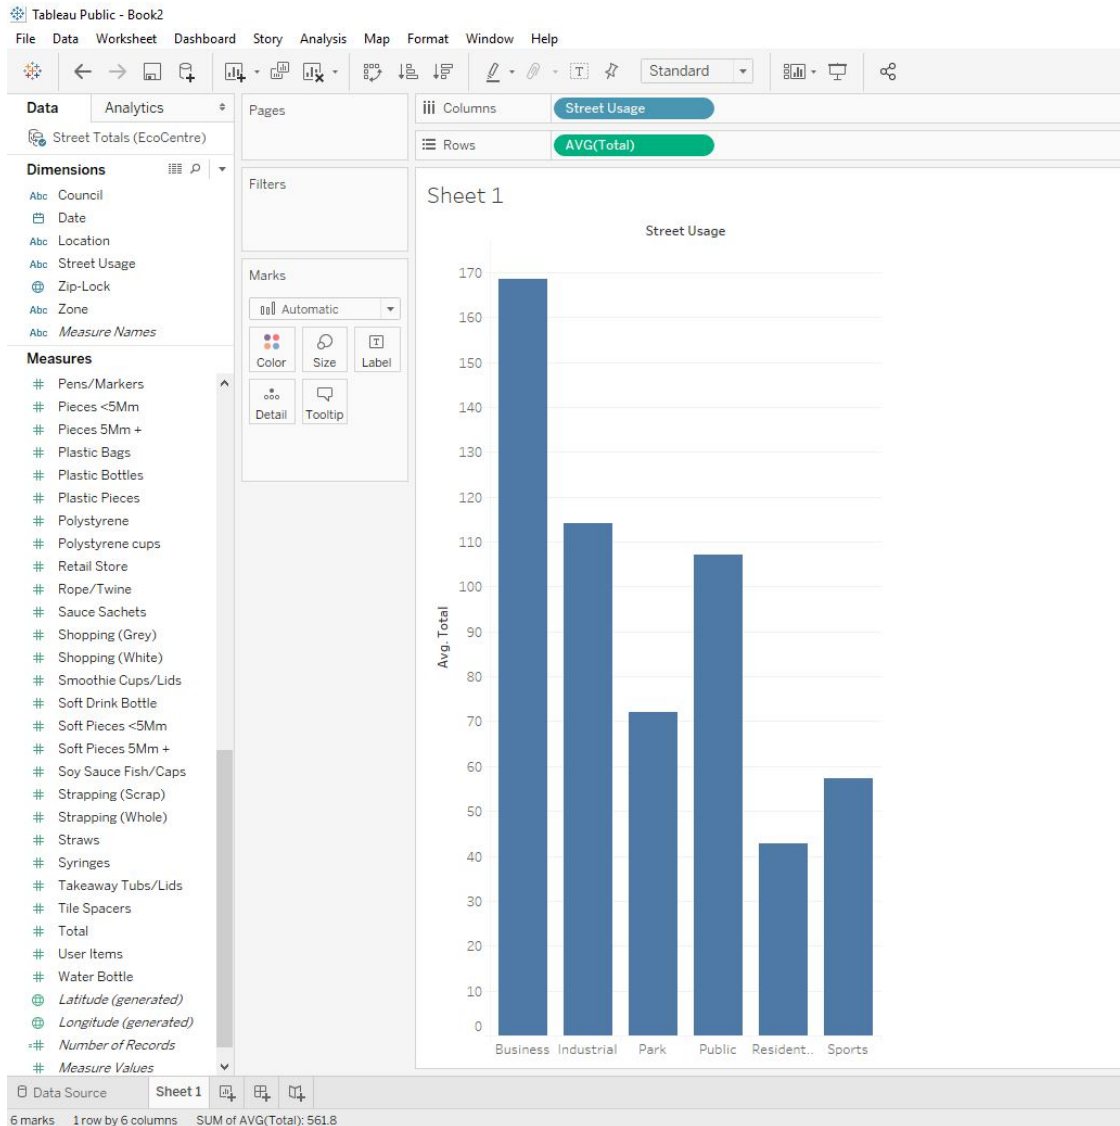 Tableau Public - Book2
File Data Worksheet Dashboard Story Analysis Map Format Window Help
Standard
Data Analytics
Street Totals (EcoCentre)
Dimensions
Abc Council
Date
Abc Location
Abc Street Usage
Zip-Lock
Abc Zone
Abc Measure Names
Measures
# Pens/Markers
# Pieces <5Mm
# Pieces 5Mm +
# Plastic Bags
# Plastic Bottles
# Plastic Pieces
# Polystyrene
# Polystyrene cups
# Retail Store
# Rope/Twine
# Sauce Sachets
# Shopping (Grey)
# Shopping (White)
# Smoothie Cups/Lids
# Soft Drink Bottle
# Soft Pieces <5Mm
# Soft Pieces 5Mm +
# Soy Sauce Fish/Caps
# Strapping (Scrap)
# Strapping (Whole)
# Straws
# Syringes
# Takeaway Tubs/Lids
# Tile Spacers
# Total
# User Items
# Water Bottle
Latitude (generated)
Longitude (generated)
=# Number of Records
# Measure Values
Pages
Filters
Marks
Automatic
Color Size Label
Detail Tooltip
Columns Street Usage
Rows AVG(Total)
Sheet 1
Street Usage
170
160
150
140
130
120
110
100
90
80
70
60
50
40
30
20
10
0
Avg. Total
Business Industrial Park Public Resident.. Sports
Data Source Sheet 1
6 marks 1 row by 6 columns SUM of AVG(Total): 561.8